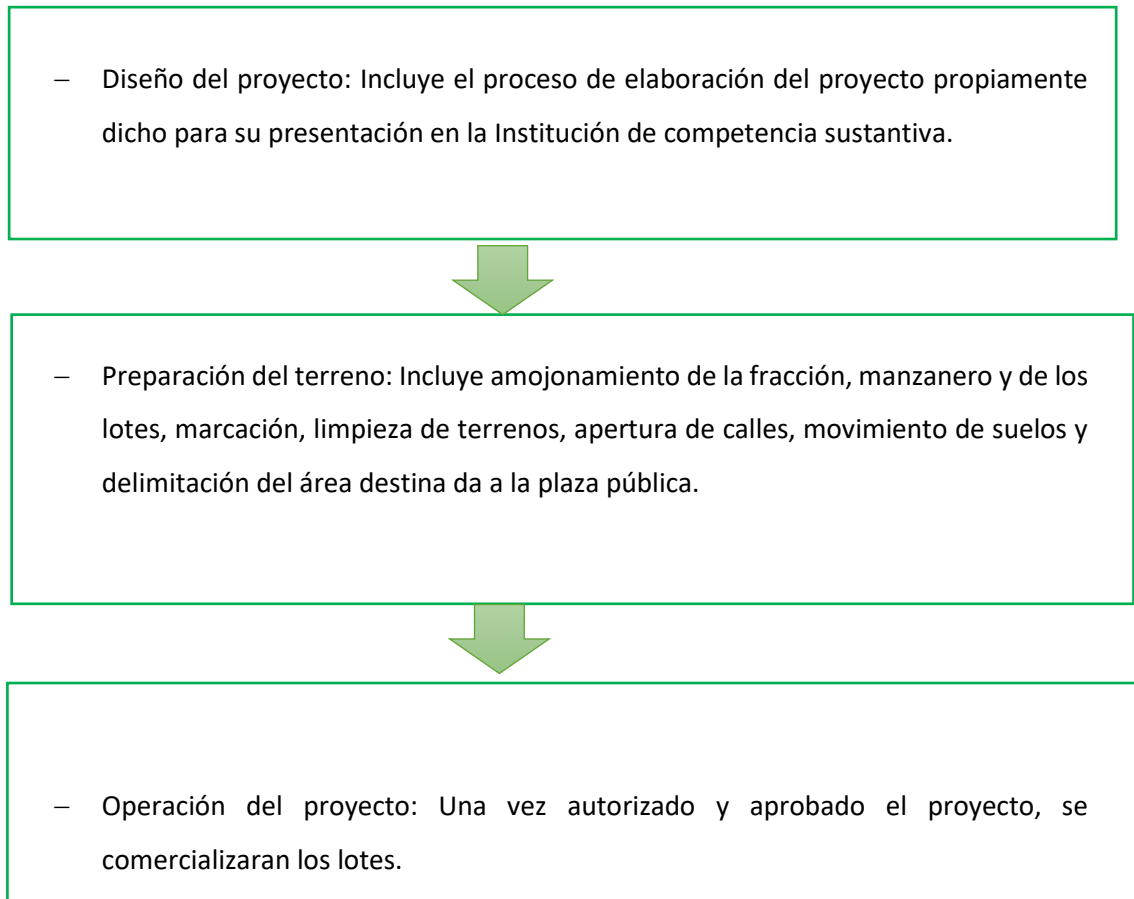 – Diseño del proyecto: Incluye el proceso de elaboración del proyecto propiamente
dicho para su presentación en la Institución de competencia sustantiva.
– Preparación del terreno: Incluye amojonamiento de la fracción, manzanero y de los
lotes, marcación, limpieza de terrenos, apertura de calles, movimiento de suelos y
delimitación del área destina da a la plaza pública.
– Operación del proyecto: Una vez autorizado y aprobado el proyecto, se
comercializaran los lotes.